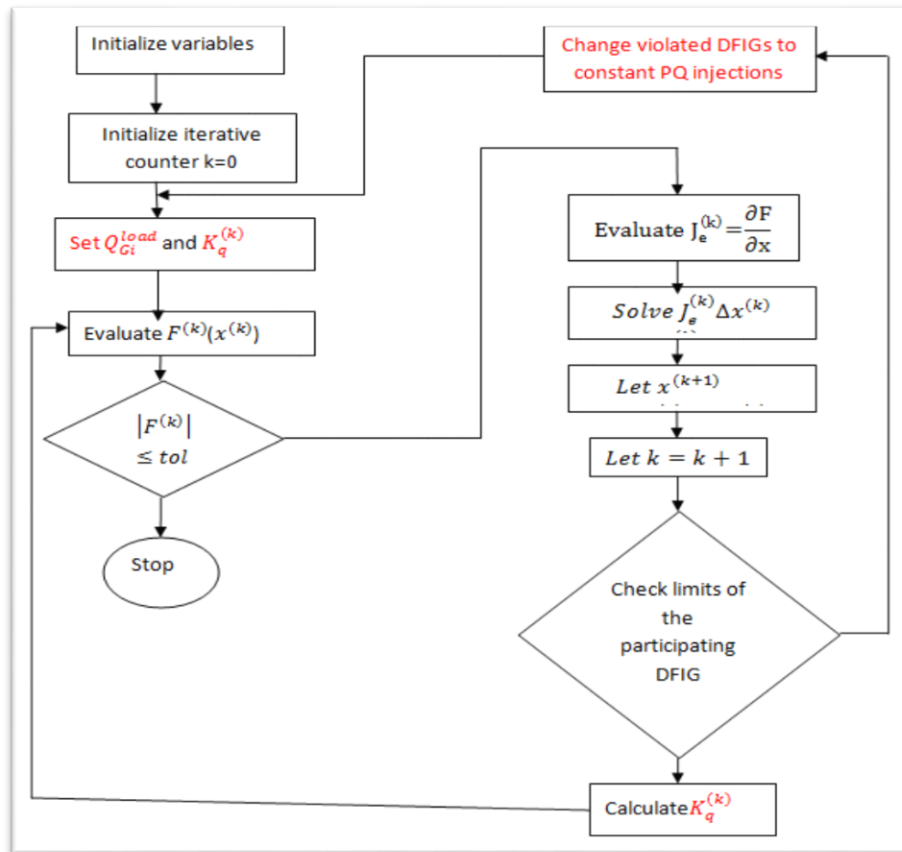 Initialize variables
Initialize iterative
counter k=0
Set Q_{Gi}^{load} and K_q^{(k)}
Evaluate F^{(k)}(x^{(k)})
|F^{(k)}|
≤ tol
Stop
Change violated DFIGs to
constant PQ injections
Evaluate J_e^{(k)}=∂F/∂x
Solve J_e^{(k)}Δx^{(k)}
Let x^{(k+1)}
Let k = k + 1
Check limits of
the
participating
DFIG
Calculate K_q^{(k)}